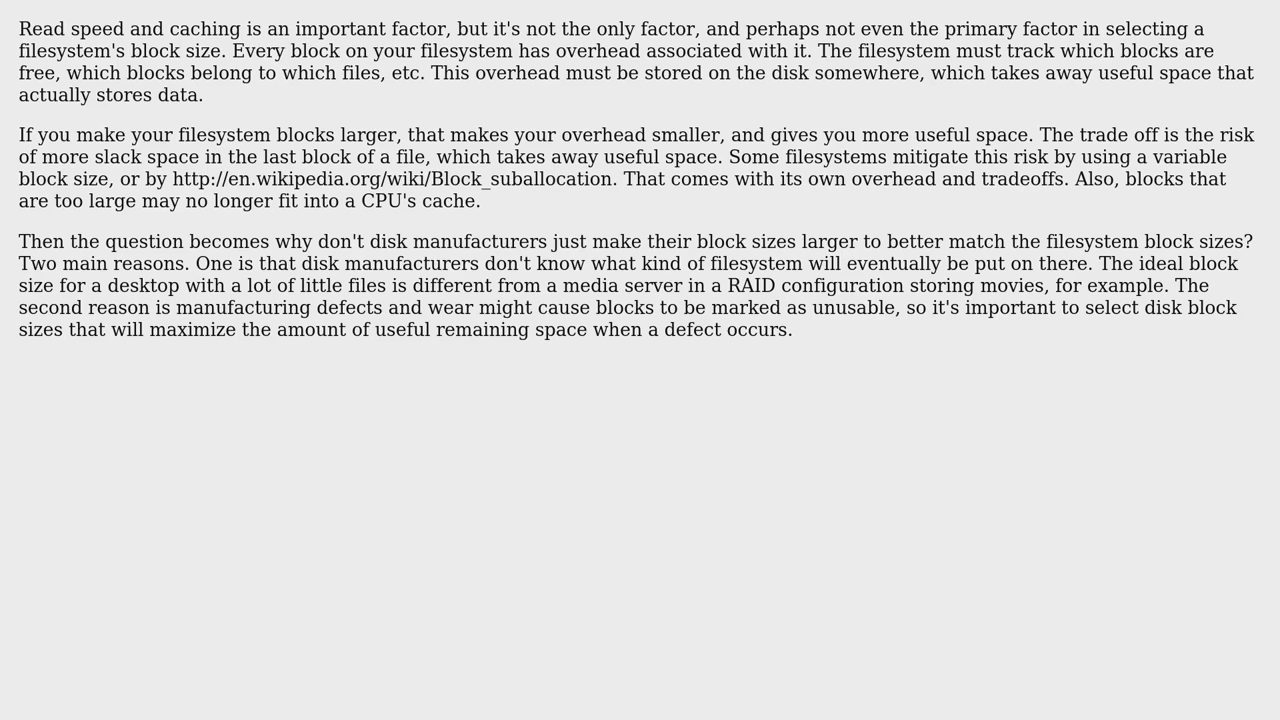 Read speed and caching is an important factor, but it's not the only factor, and perhaps not even the primary factor in selecting a
filesystem's block size. Every block on your filesystem has overhead associated with it. The filesystem must track which blocks are
free, which blocks belong to which files, etc. This overhead must be stored on the disk somewhere, which takes away useful space that
actually stores data.
If you make your filesystem blocks larger, that makes your overhead smaller, and gives you more useful space. The trade off is the risk
of more slack space in the last block of a file, which takes away useful space. Some filesystems mitigate this risk by using a variable
block size, or by http://en.wikipedia.org/wiki/Block_suballocation. That comes with its own overhead and tradeoffs. Also, blocks that
are too large may no longer fit into a CPU's cache.
Then the question becomes why don't disk manufacturers just make their block sizes larger to better match the filesystem block sizes?
Two main reasons. One is that disk manufacturers don't know what kind of filesystem will eventually be put on there. The ideal block
size for a desktop with a lot of little files is different from a media server in a RAID configuration storing movies, for example. The
second reason is manufacturing defects and wear might cause blocks to be marked as unusable, so it's important to select disk block
sizes that will maximize the amount of useful remaining space when a defect occurs.